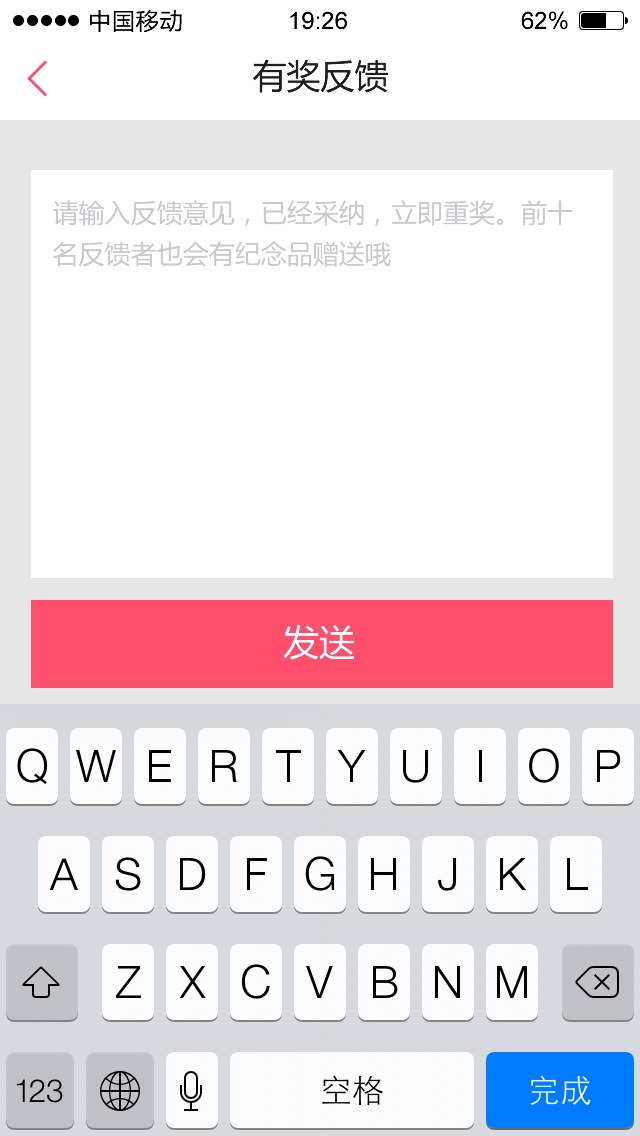 中国移动 19:26 62%
有奖反馈
请输入反馈意见，已经采纳，立即重奖。前十
名反馈者也会有纪念品赠送哦
发送
Q W E R T Y U I O P
A S D F G H J K L
Z X C V B N M
123 空格 完成